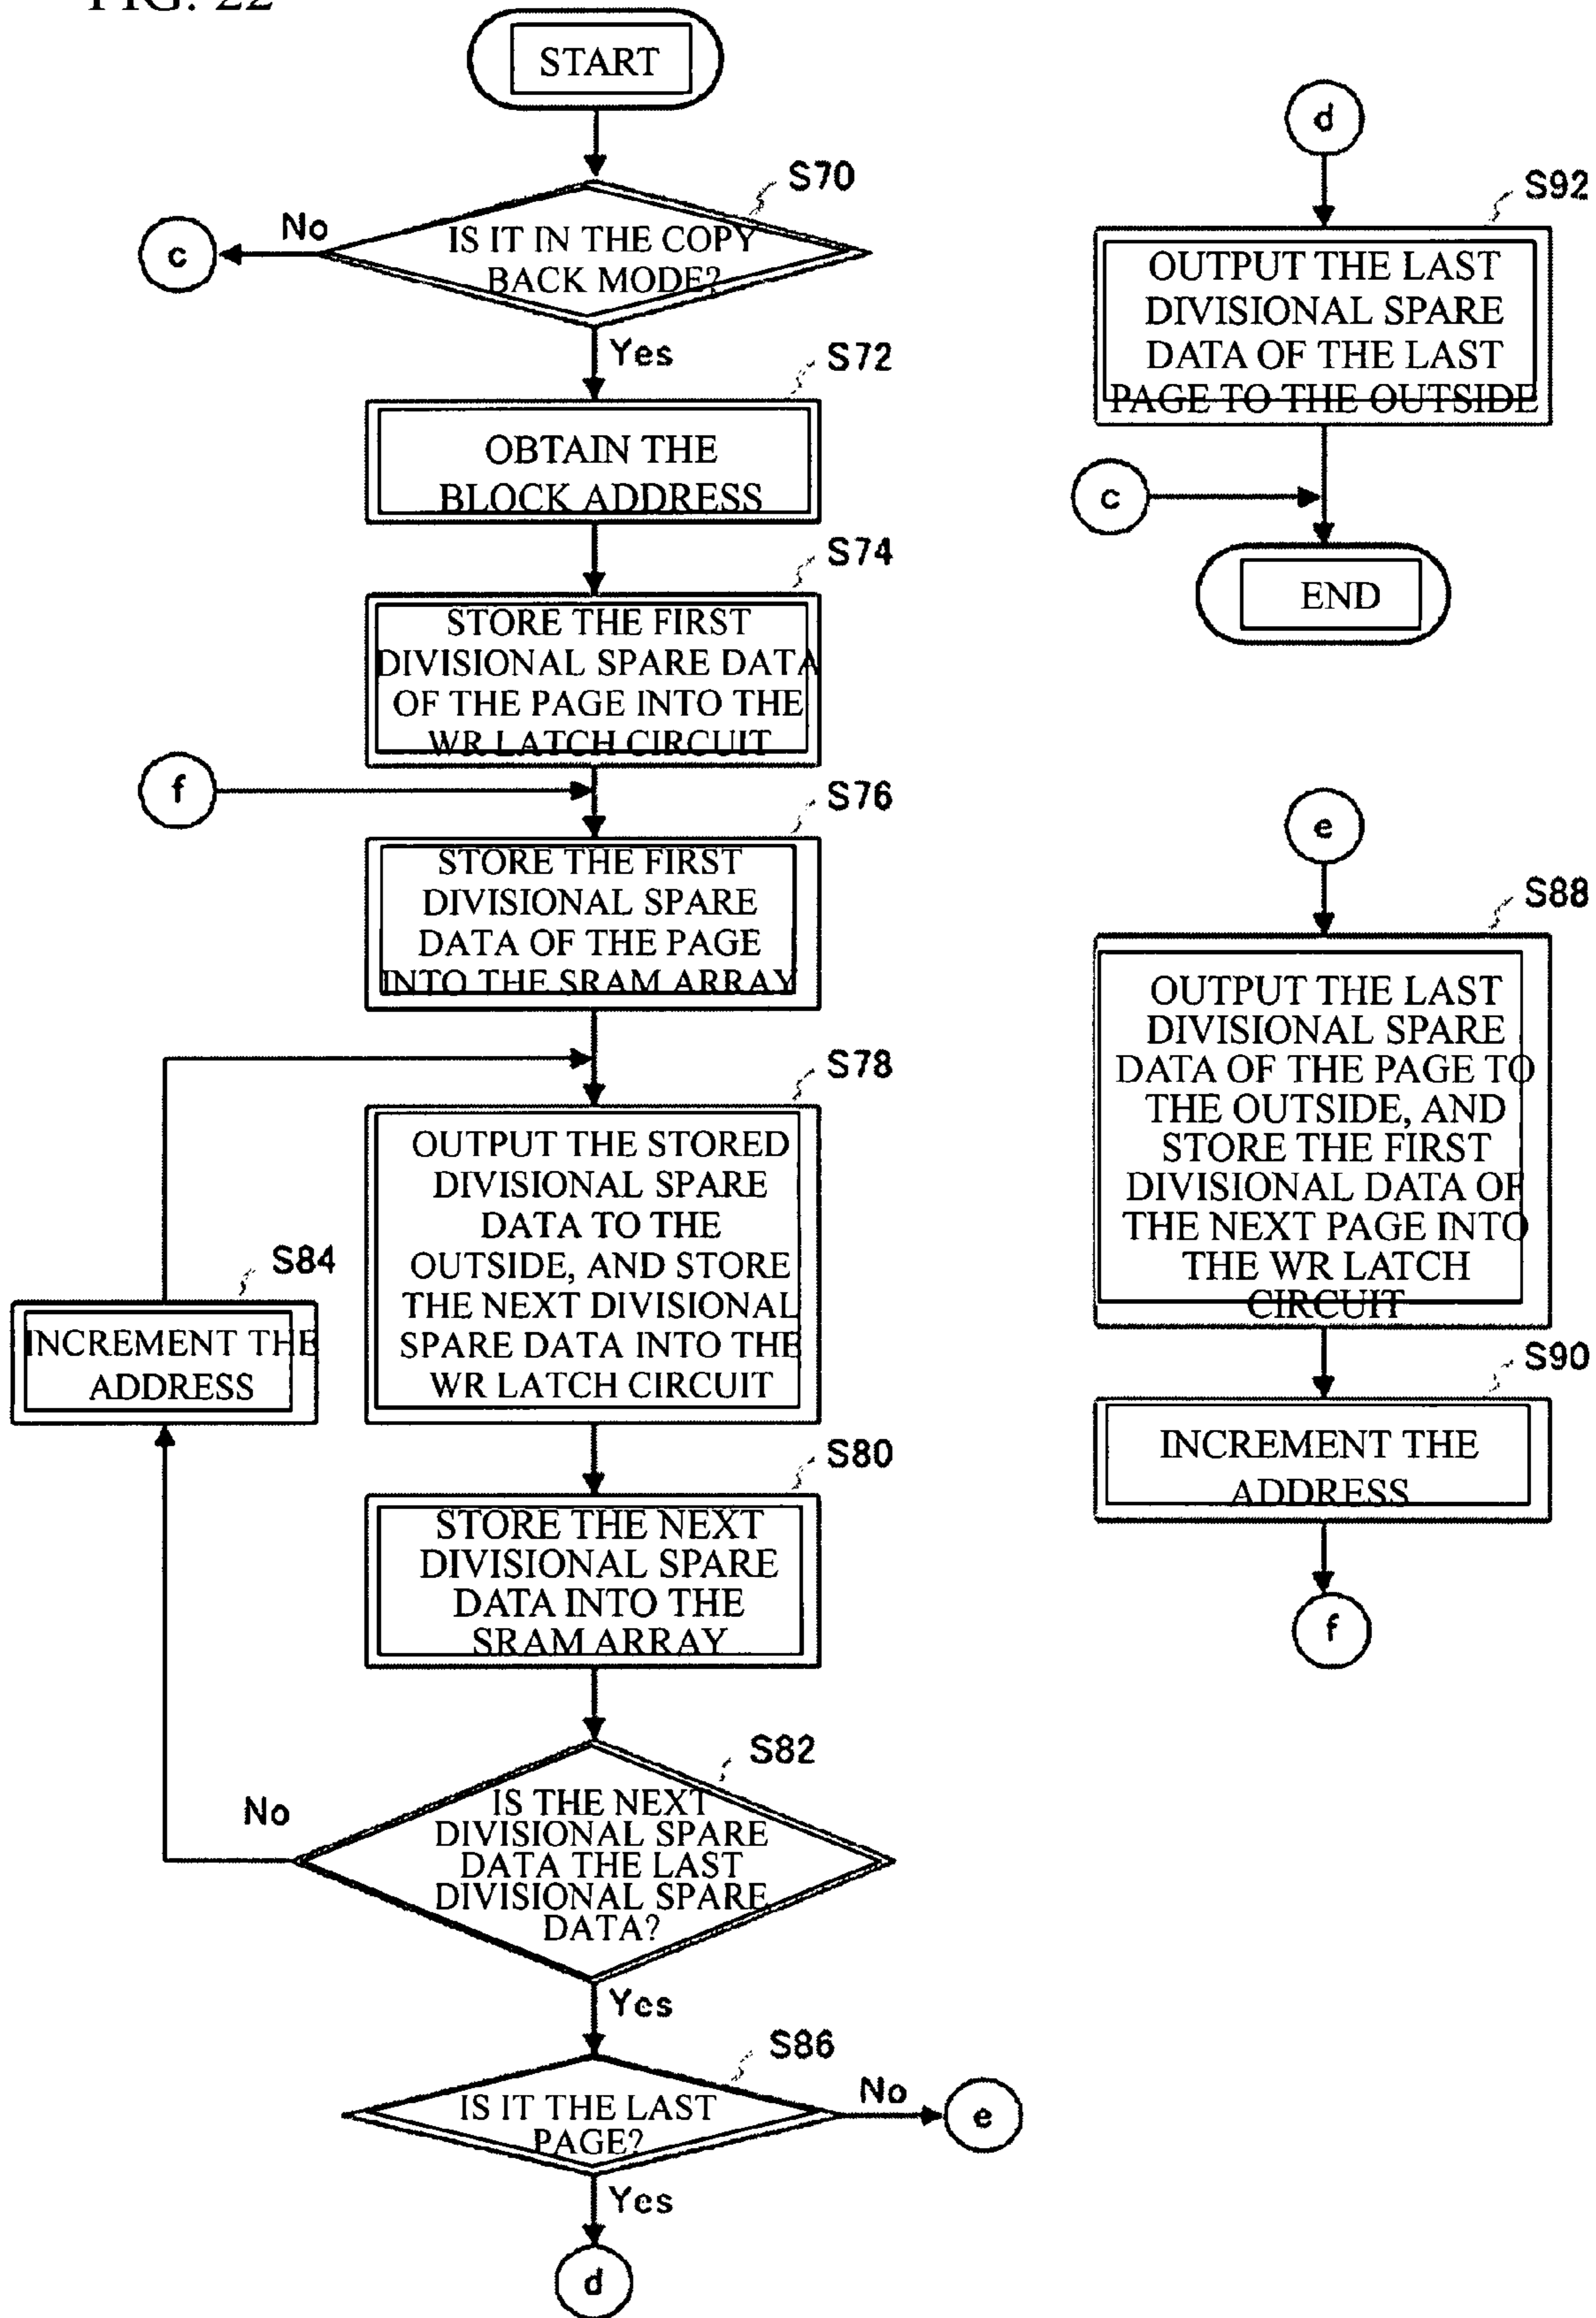 FIG. 22
START
S70
No
c
IS IT IN THE COPY
BACK MODE?
Yes
S72
OBTAIN THE
BLOCK ADDRESS
S74
STORE THE FIRST
DIVISIONAL SPARE DATA
OF THE PAGE INTO THE
WR LATCH CIRCUIT
f
S76
STORE THE FIRST
DIVISIONAL SPARE
DATA OF THE PAGE
INTO THE SRAM ARRAY
S78
OUTPUT THE STORED
DIVISIONAL SPARE
DATA TO THE
OUTSIDE, AND STORE
THE NEXT DIVISIONAL
SPARE DATA INTO THE
WR LATCH CIRCUIT
S84
INCREMENT THE
ADDRESS
S80
STORE THE NEXT
DIVISIONAL SPARE
DATA INTO THE
SRAM ARRAY
S82
No
IS THE NEXT
DIVISIONAL SPARE
DATA THE LAST
DIVISIONAL SPARE
DATA?
Yes
S86
IS IT THE LAST
PAGE?
No
e
Yes
d
d
S92
OUTPUT THE LAST
DIVISIONAL SPARE
DATA OF THE LAST
PAGE TO THE OUTSIDE
c
END
e
S88
OUTPUT THE LAST
DIVISIONAL SPARE
DATA OF THE PAGE TO
THE OUTSIDE, AND
STORE THE FIRST
DIVISIONAL DATA OF
THE NEXT PAGE INTO
THE WR LATCH
CIRCUIT
S90
INCREMENT THE
ADDRESS
f